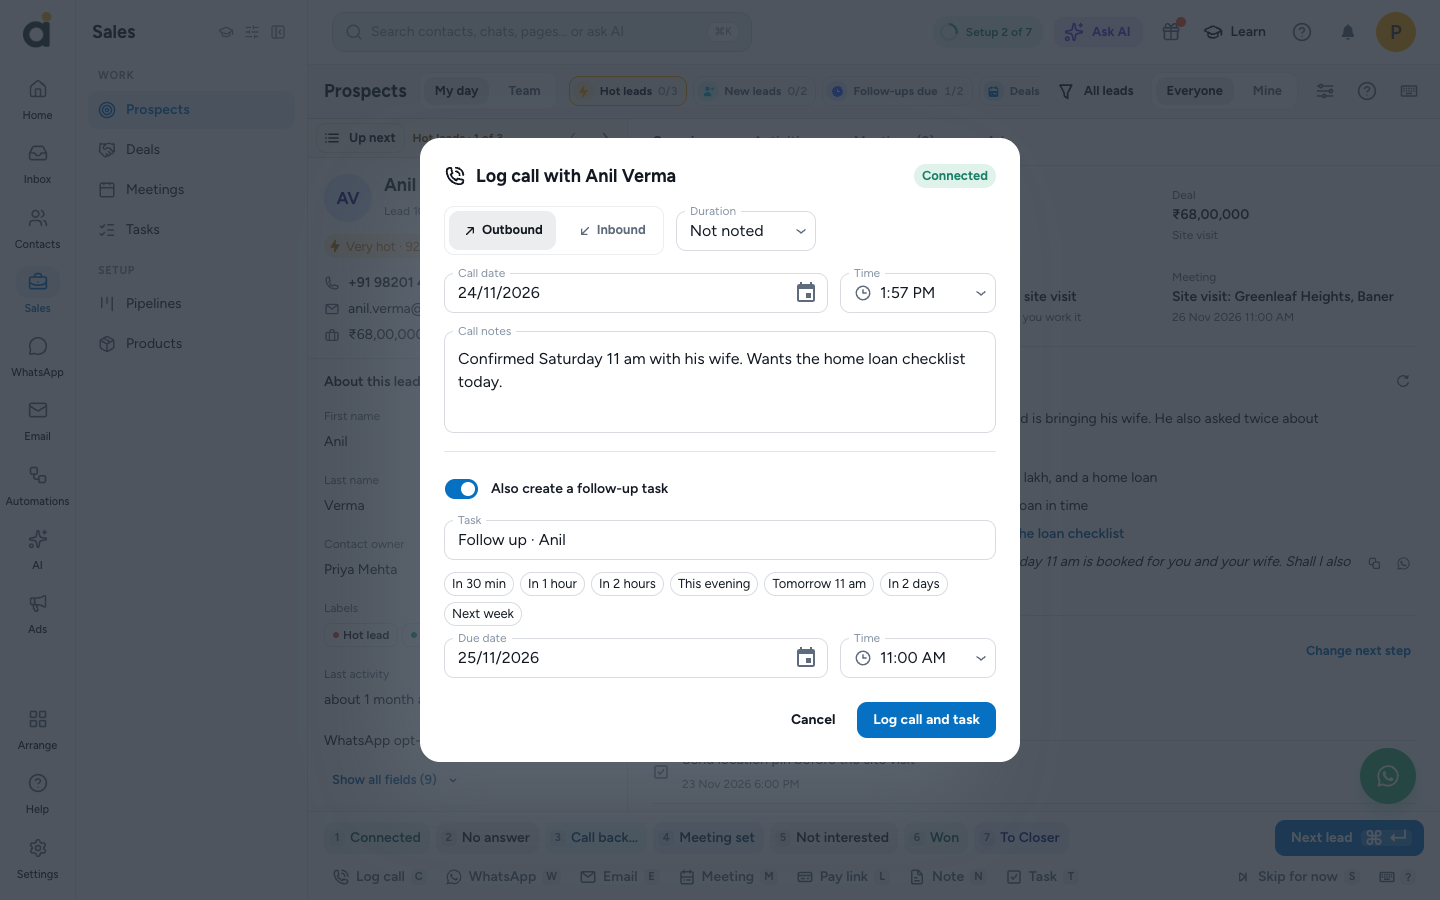 Sales
Search contacts, chats, pages... or ask AI
⌘K
Setup 2 of 7
Ask AI
Learn
P
Home
Inbox
Contacts
Sales
WhatsApp
Email
Automations
AI
Ads
Arrange
Help
Settings
WORK
Prospects
Deals
Meetings
Tasks
SETUP
Pipelines
Products
Prospects
My day
Team
Hot leads 0/3
New leads 0/2
Follow-ups due 1/2
Deals
All leads
Everyone
Mine
Up next
AV
Anil
Lead
Very hot · 92
+91 98201
anil.verma@
₹68,00,000
About this lead
First name
Anil
Last name
Verma
Contact owner
Priya Mehta
Labels
Hot lead
Last activity
about 1 month
WhatsApp opt-
Show all fields (9)
Log call with Anil Verma
Connected
Outbound
Inbound
Duration
Not noted
Call date
24/11/2026
Time
1:57 PM
Call notes
Confirmed Saturday 11 am with his wife. Wants the home loan checklist
today.
Also create a follow-up task
Task
Follow up · Anil
In 30 min
In 1 hour
In 2 hours
This evening
Tomorrow 11 am
In 2 days
Next week
Due date
25/11/2026
Time
11:00 AM
Cancel
Log call and task
Deal
₹68,00,000
Site visit
Meeting
Site visit: Greenleaf Heights, Baner
26 Nov 2026 11:00 AM
site visit
you work it
is bringing his wife. He also asked twice about
lakh, and a home loan
oan in time
he loan checklist
day 11 am is booked for you and your wife. Shall I also
Change next step
23 Nov 2026 6:00 PM
1 Connected
2 No answer
3 Call back...
4 Meeting set
5 Not interested
6 Won
7 To Closer
Next lead ⌘
Log call C
WhatsApp W
Email E
Meeting M
Pay link L
Note N
Task T
Skip for now S
?